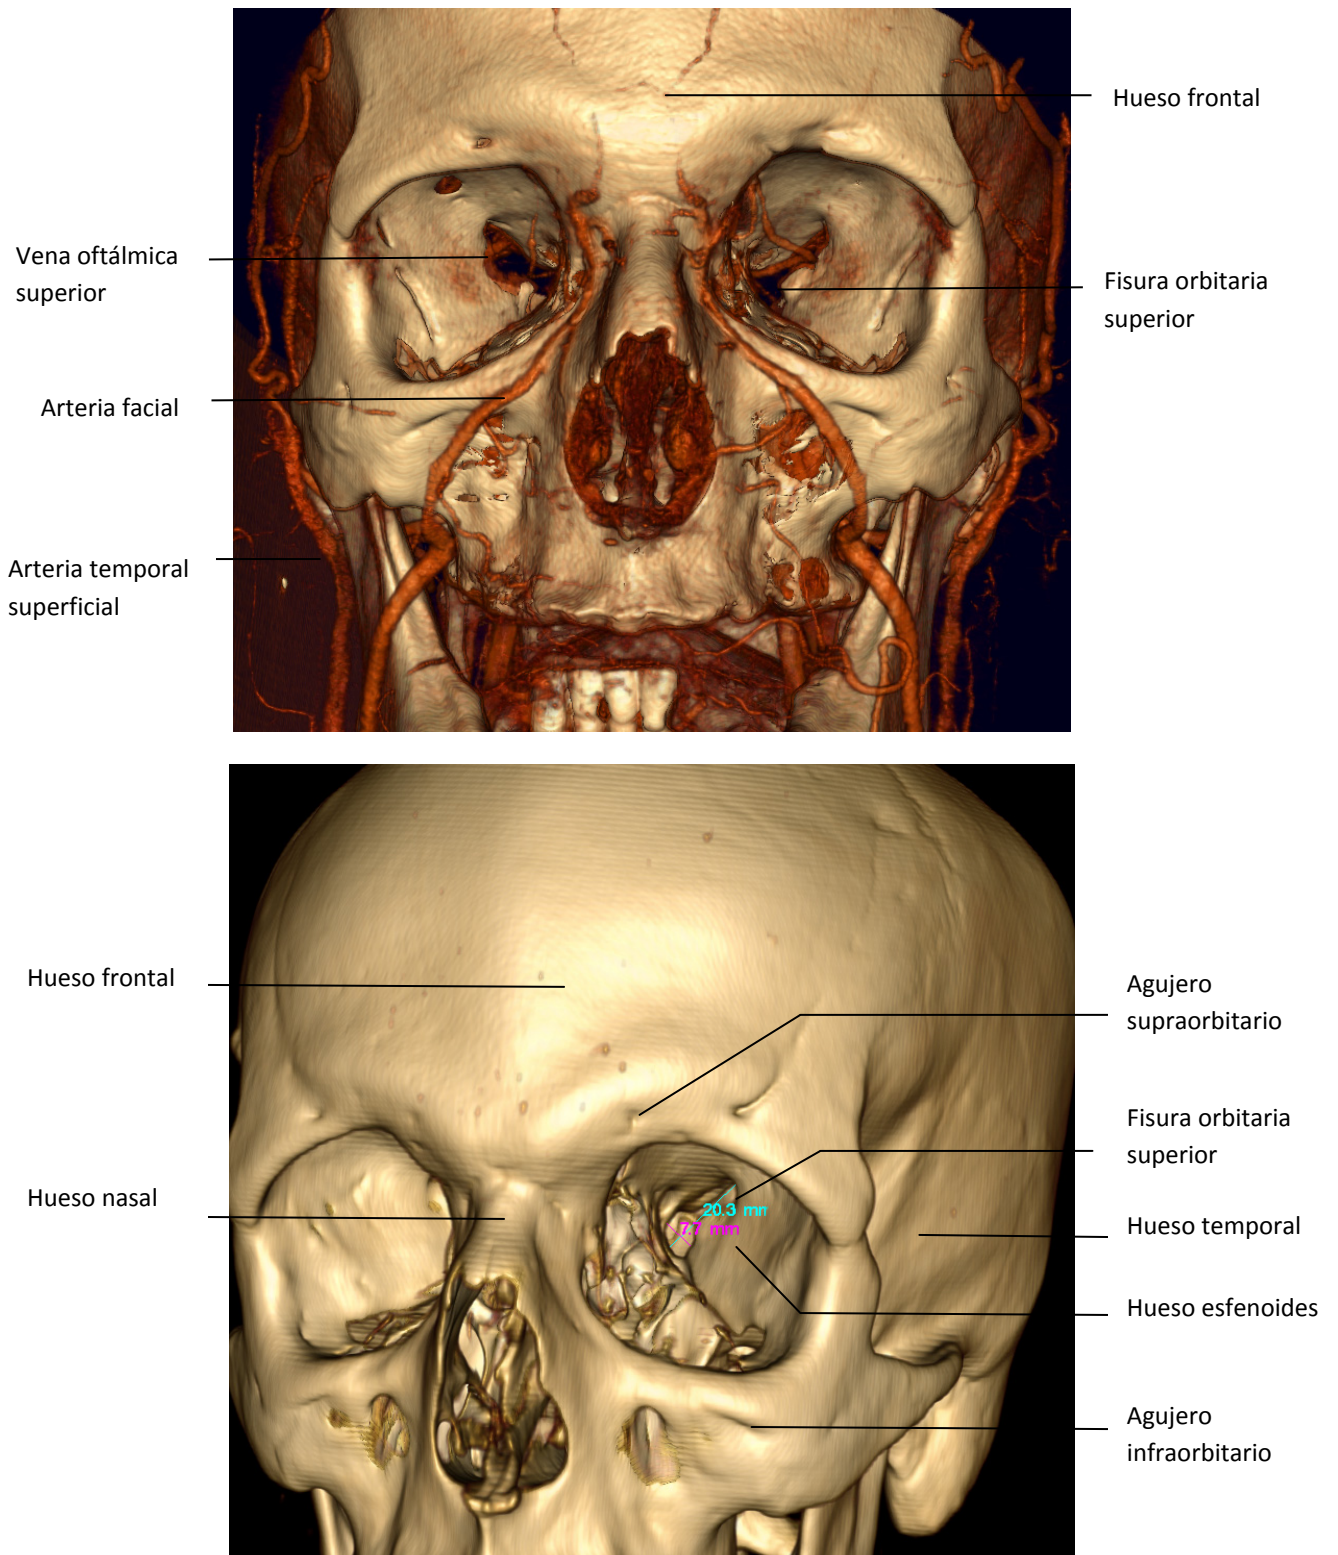 Hueso frontal
Vena oftálmica
superior
Fisura orbitaria
superior
Arteria facial
Arteria temporal
superficial
Hueso frontal
Agujero
supraorbitario
Fisura orbitaria
superior
Hueso nasal
20.3 mm
7.7 mm
Hueso temporal
Hueso esfenoides
Agujero
infraorbitario